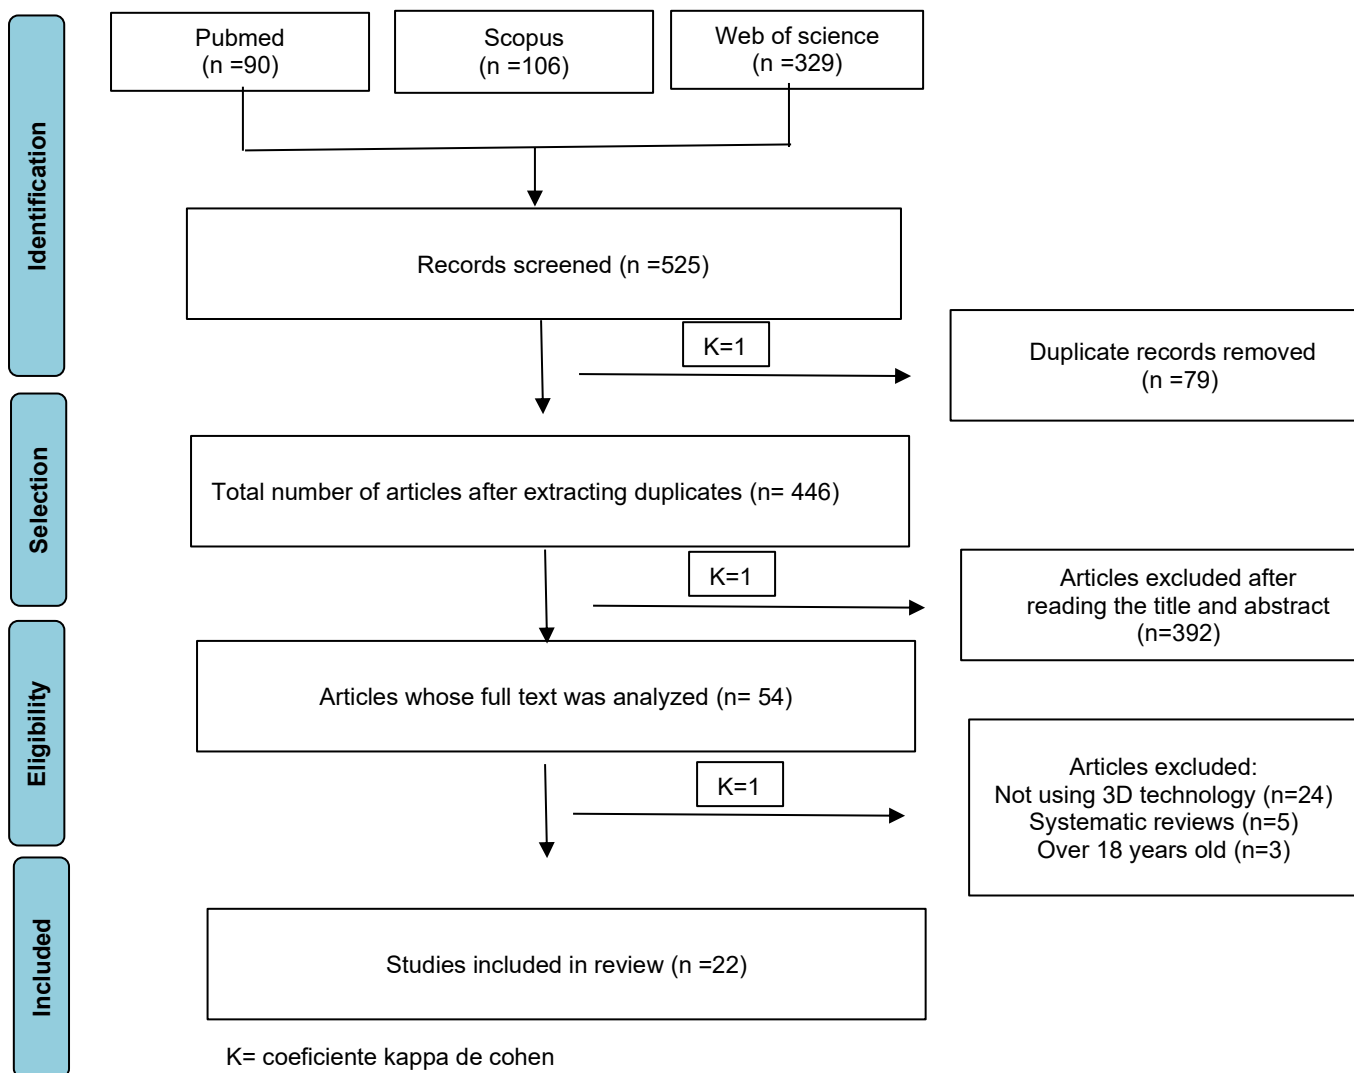 Pubmed
(n =90)
Scopus
(n =106)
Web of science
(n =329)
Identification
Records screened (n =525)
K=1
Duplicate records removed
(n =79)
Selection
Total number of articles after extracting duplicates (n= 446)
K=1
Articles excluded after
reading the title and abstract
(n=392)
Eligibility
Articles whose full text was analyzed (n= 54)
K=1
Articles excluded:
Not using 3D technology (n=24)
Systematic reviews (n=5)
Over 18 years old (n=3)
Included
Studies included in review (n =22)
K= coeficiente kappa de cohen